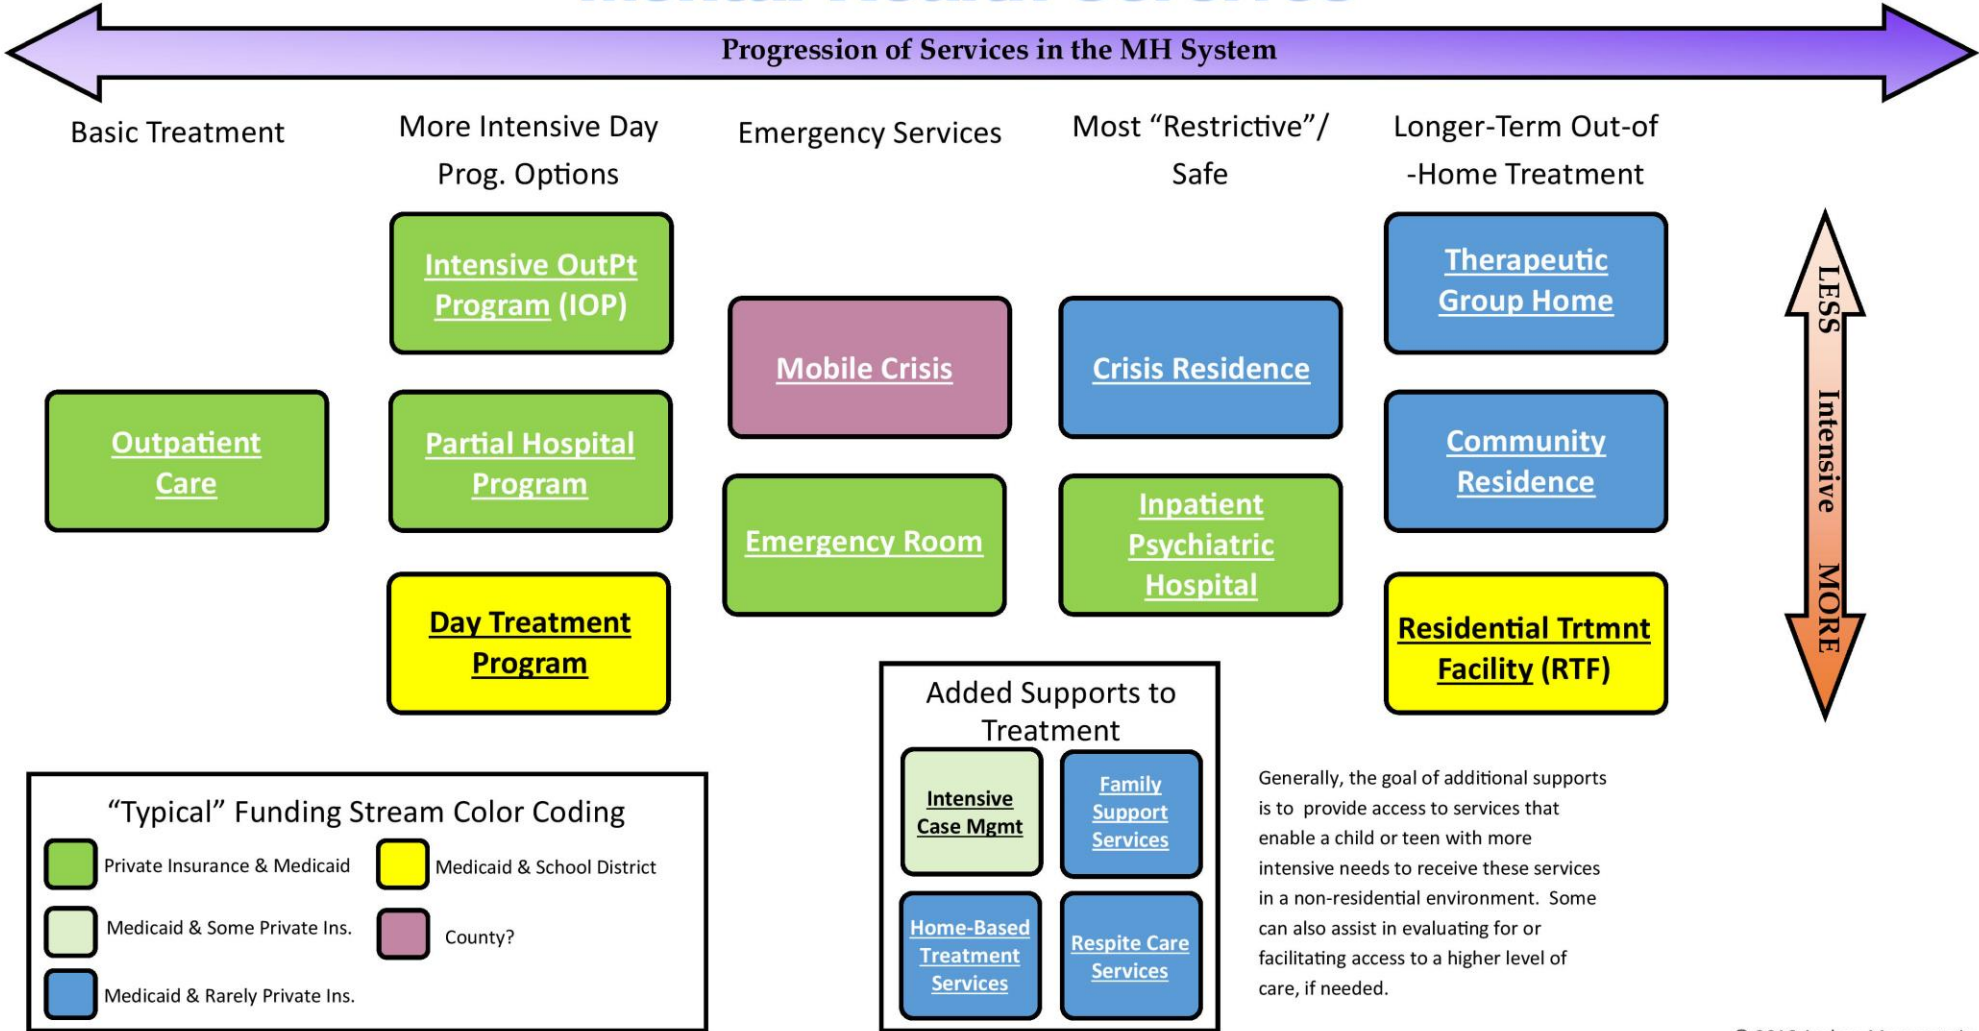 Progression of Services in the MH System
Basic Treatment
More Intensive Day
Prog. Options
Emergency Services
Most “Restrictive”/
Safe
Longer-Term Out-of
-Home Treatment
Intensive OutPt
Program (IOP)
Therapeutic
Group Home
Mobile Crisis
Crisis Residence
Outpatient
Care
Partial Hospital
Program
Community
Residence
Emergency Room
Inpatient
Psychiatric
Hospital
Day Treatment
Program
Residential Trtmnt
Facility (RTF)
LESS Intensive MORE
Added Supports to
Treatment
Intensive
Case Mgmt
Family
Support
Services
Home-Based
Treatment
Services
Respite Care
Services
Generally, the goal of additional supports
is to provide access to services that
enable a child or teen with more
intensive needs to receive these services
in a non-residential environment. Some
can also assist in evaluating for or
facilitating access to a higher level of
care, if needed.
“Typical” Funding Stream Color Coding
Private Insurance & Medicaid
Medicaid & School District
Medicaid & Some Private Ins.
County?
Medicaid & Rarely Private Ins.